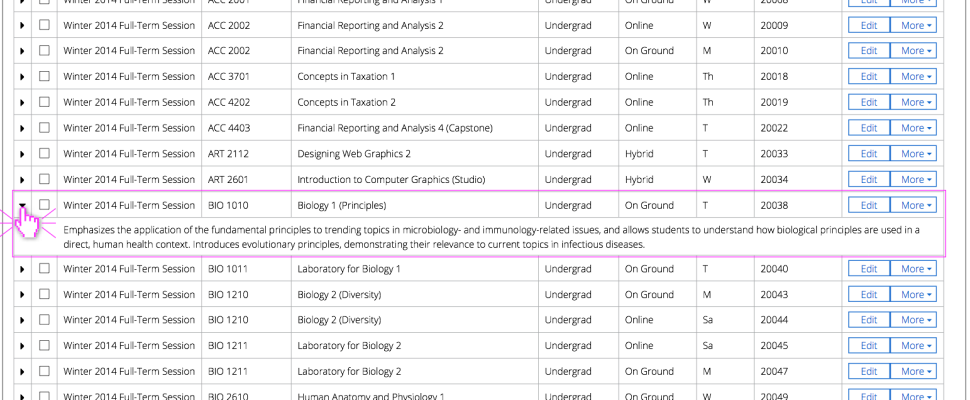 Winter 2014 Full-Term Session ACC 2001 Financial Reporting and Analysis 1 Undergrad On Ground W 20008 Edit More
Winter 2014 Full-Term Session ACC 2002 Financial Reporting and Analysis 2 Undergrad Online W 20009 Edit More
Winter 2014 Full-Term Session ACC 2002 Financial Reporting and Analysis 2 Undergrad On Ground M 20010 Edit More
Winter 2014 Full-Term Session ACC 3701 Concepts in Taxation 1 Undergrad Online Th 20018 Edit More
Winter 2014 Full-Term Session ACC 4202 Concepts in Taxation 2 Undergrad Online Th 20019 Edit More
Winter 2014 Full-Term Session ACC 4403 Financial Reporting and Analysis 4 (Capstone) Undergrad Online T 20022 Edit More
Winter 2014 Full-Term Session ART 2112 Designing Web Graphics 2 Undergrad Hybrid T 20033 Edit More
Winter 2014 Full-Term Session ART 2601 Introduction to Computer Graphics (Studio) Undergrad Hybrid W 20034 Edit More
Winter 2014 Full-Term Session BIO 1010 Biology 1 (Principles) Undergrad On Ground T 20038 Edit More
Emphasizes the application of the fundamental principles to trending topics in microbiology- and immunology-related issues, and allows students to understand how biological principles are used in a
direct, human health context. Introduces evolutionary principles, demonstrating their relevance to current topics in infectious diseases.
Winter 2014 Full-Term Session BIO 1011 Laboratory for Biology 1 Undergrad On Ground T 20040 Edit More
Winter 2014 Full-Term Session BIO 1210 Biology 2 (Diversity) Undergrad On Ground M 20043 Edit More
Winter 2014 Full-Term Session BIO 1210 Biology 2 (Diversity) Undergrad Online Sa 20044 Edit More
Winter 2014 Full-Term Session BIO 1211 Laboratory for Biology 2 Undergrad Online Sa 20045 Edit More
Winter 2014 Full-Term Session BIO 1211 Laboratory for Biology 2 Undergrad On Ground M 20047 Edit More
Winter 2014 Full-Term Session BIO 2610 Human Anatomy and Physiology 1 Undergrad On Ground W 20049 Edit More